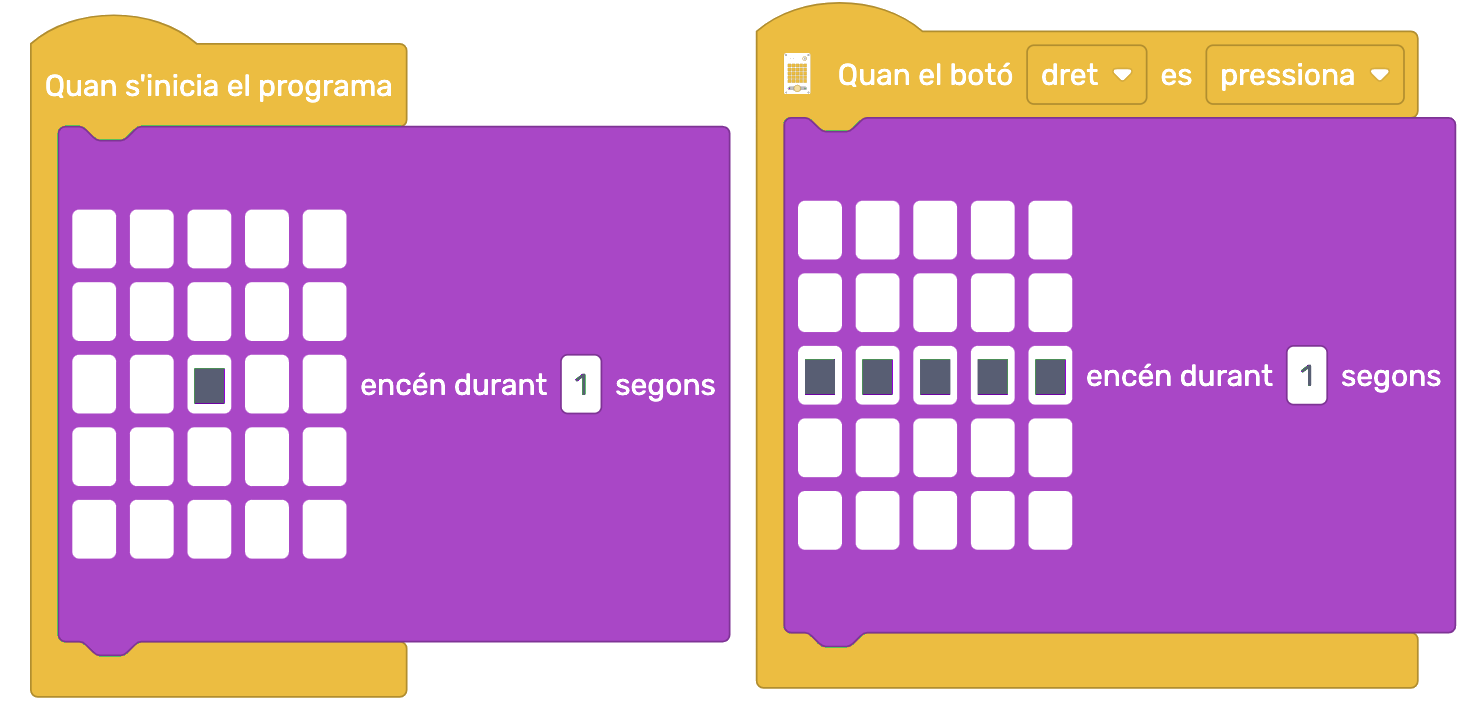 Quan s'inicia el programa
encén durant 1 segons
Quan el botó dret es pressiona
encén durant 1 segons